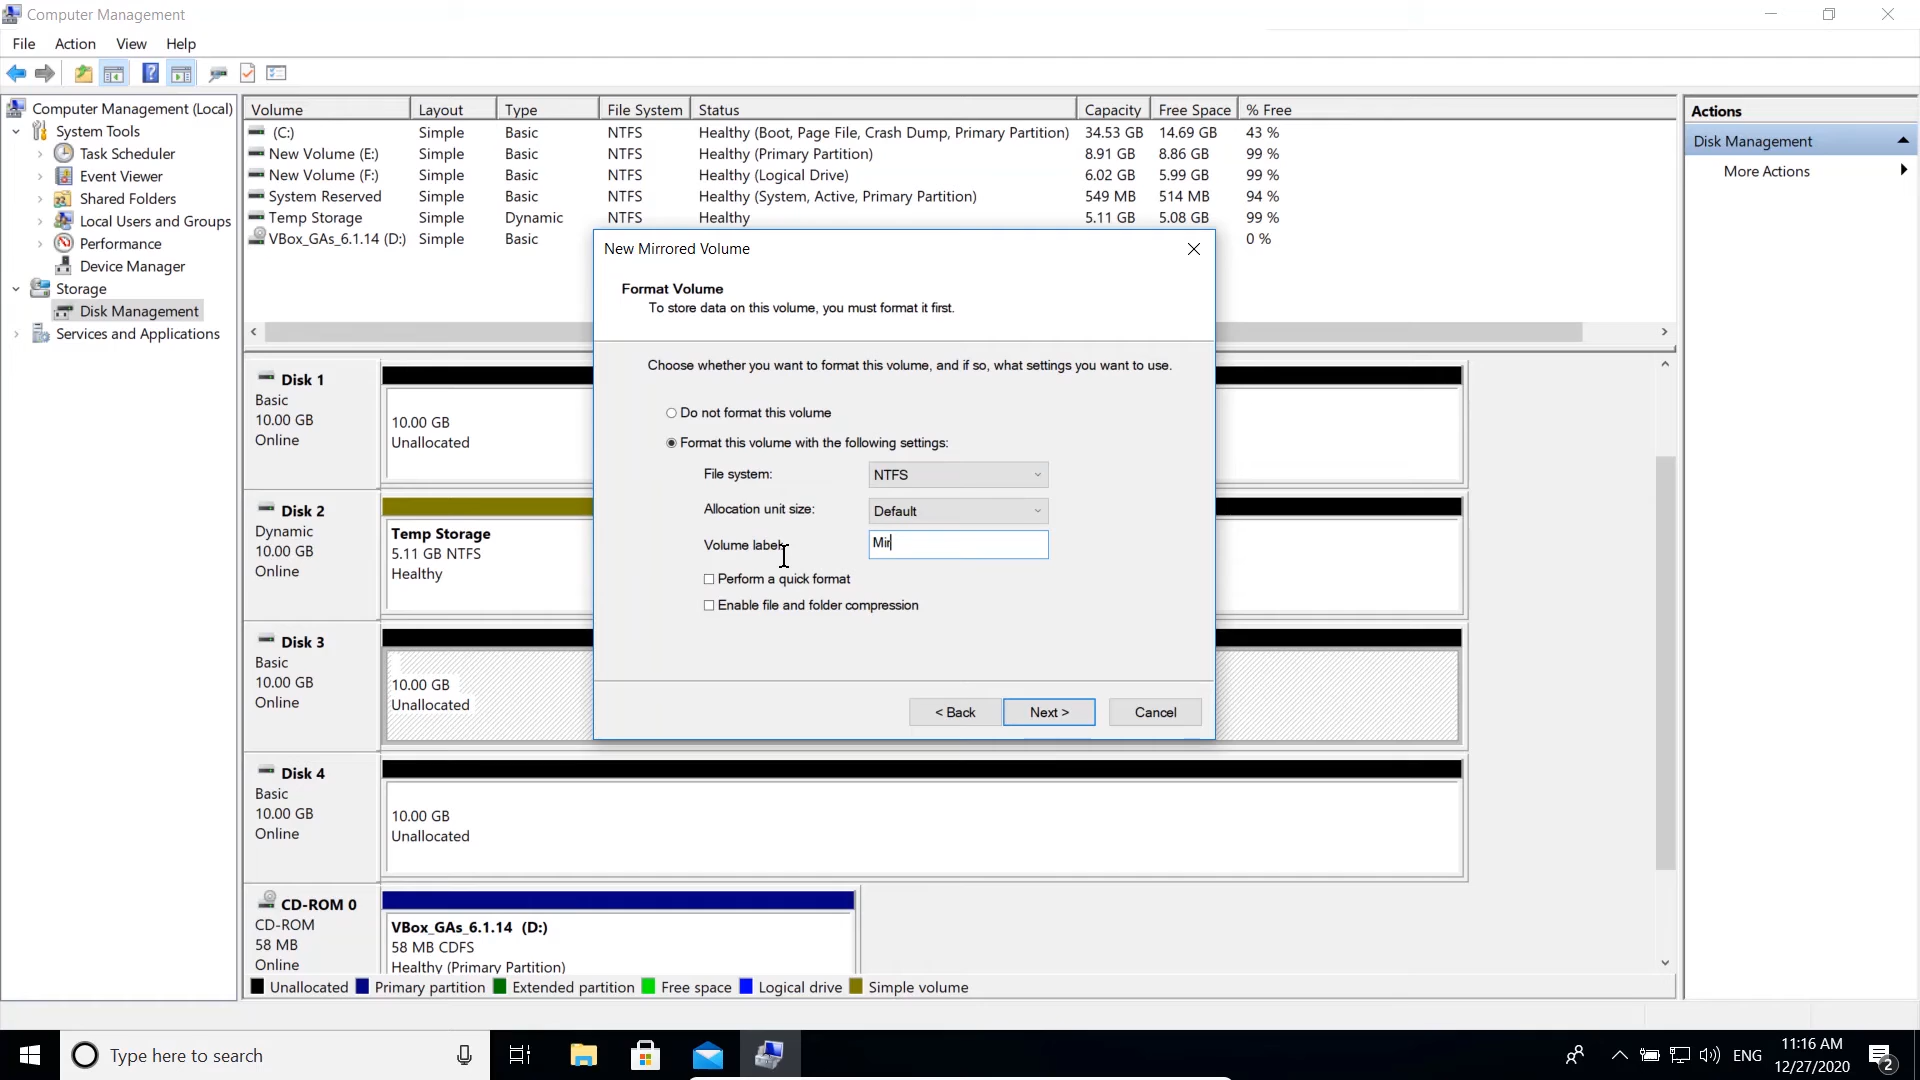 Computer Management
File Action View Help
Computer Management (Local)
System Tools
Task Scheduler
Event Viewer
Shared Folders
Local Users and Groups
Performance
Device Manager
Storage
Disk Management
Services and Applications
Volume Layout Type File System Status Capacity Free Space % Free
(C:) Simple Basic NTFS Healthy (Boot, Page File, Crash Dump, Primary Partition) 34.53 GB 14.69 GB 43 %
New Volume (E:) Simple Basic NTFS Healthy (Primary Partition) 8.91 GB 8.86 GB 99 %
New Volume (F:) Simple Basic NTFS Healthy (Logical Drive) 6.02 GB 5.99 GB 99 %
System Reserved Simple Basic NTFS Healthy (System, Active, Primary Partition) 549 MB 514 MB 94 %
Temp Storage Simple Dynamic NTFS Healthy 5.11 GB 5.08 GB 99 %
VBox_GAs_6.1.14 (D:) Simple Basic 0 %
Disk 1
Basic
10.00 GB
Online
10.00 GB
Unallocated
Disk 2
Dynamic
10.00 GB
Online
Temp Storage
5.11 GB NTFS
Healthy
Disk 3
Basic
10.00 GB
Online
10.00 GB
Unallocated
Disk 4
Basic
10.00 GB
Online
10.00 GB
Unallocated
CD-ROM 0
CD-ROM
58 MB
Online
VBox_GAs_6.1.14 (D:)
58 MB CDFS
Healthy (Primary Partition)
Unallocated Primary partition Extended partition Free space Logical drive Simple volume
New Mirrored Volume
Format Volume
To store data on this volume, you must format it first.
Choose whether you want to format this volume, and if so, what settings you want to use.
Do not format this volume
Format this volume with the following settings:
File system: NTFS
Allocation unit size: Default
Volume label: Mir
Perform a quick format
Enable file and folder compression
< Back Next > Cancel
Actions
Disk Management
More Actions
Type here to search
ENG
11:16 AM
12/27/2020
2